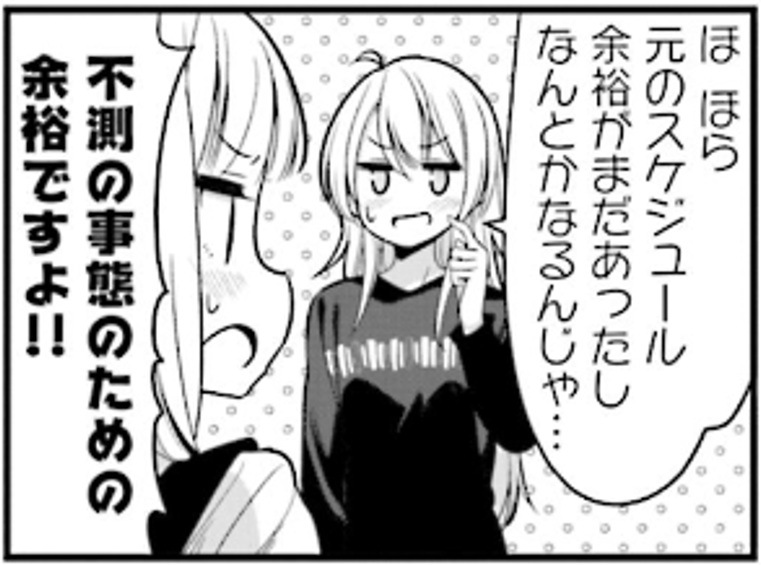 ほ ほら
元のスケジュール
余裕がまだあったし
なんとかなるんじゃ…
不測の事態のための
余裕ですよ!!